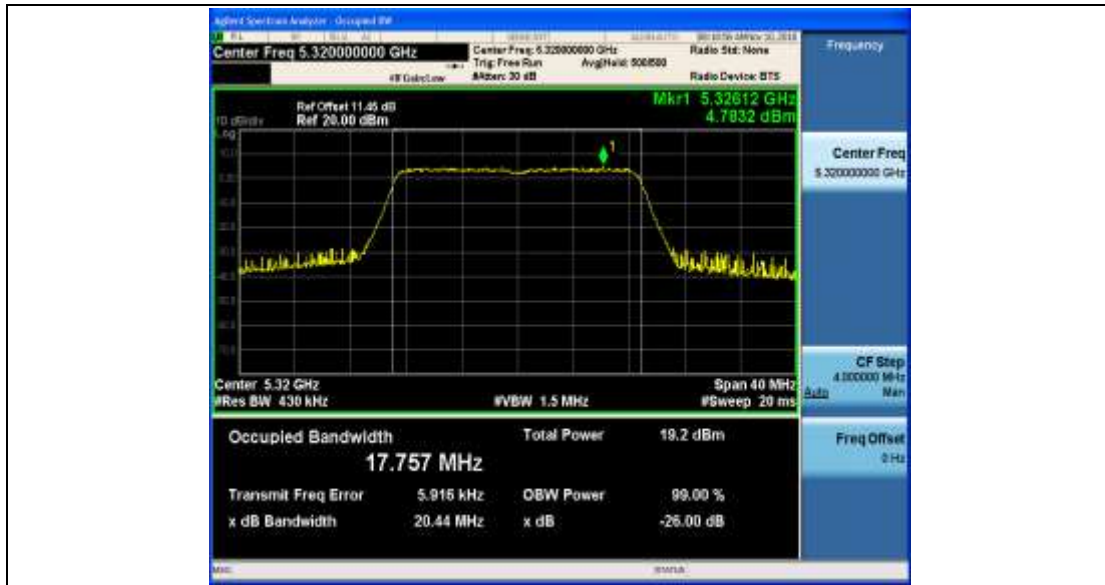 Agilent Spectrum Analyzer - Occupied BW
Center Freq 5.320000000 GHz
Center Freq: 5.320000000 GHz
Trig: Free Run
Avg|Hold: 500/500
#IFGain:Low
#Atten: 30 dB
Radio Std: None
Radio Device: BTS
Frequency
Ref Offset 11.45 dB
10 dB/div
Ref 20.00 dBm
Log
Mkr1 5.32612 GHz
4.7832 dBm
1
Center Freq
5.320000000 GHz
Center 5.32 GHz
Span 40 MHz
#Res BW 430 kHz
#VBW 1.5 MHz
#Sweep 20 ms
CF Step
4.000000 MHz
Auto
Man
Occupied Bandwidth
17.757 MHz
Total Power
19.2 dBm
Freq Offset
0 Hz
Transmit Freq Error
5.916 kHz
OBW Power
99.00 %
x dB Bandwidth
20.44 MHz
x dB
-26.00 dB
MSG
STATUS